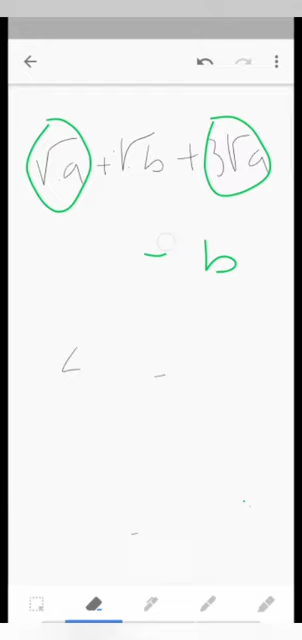 √a + √b + 3√a
- b